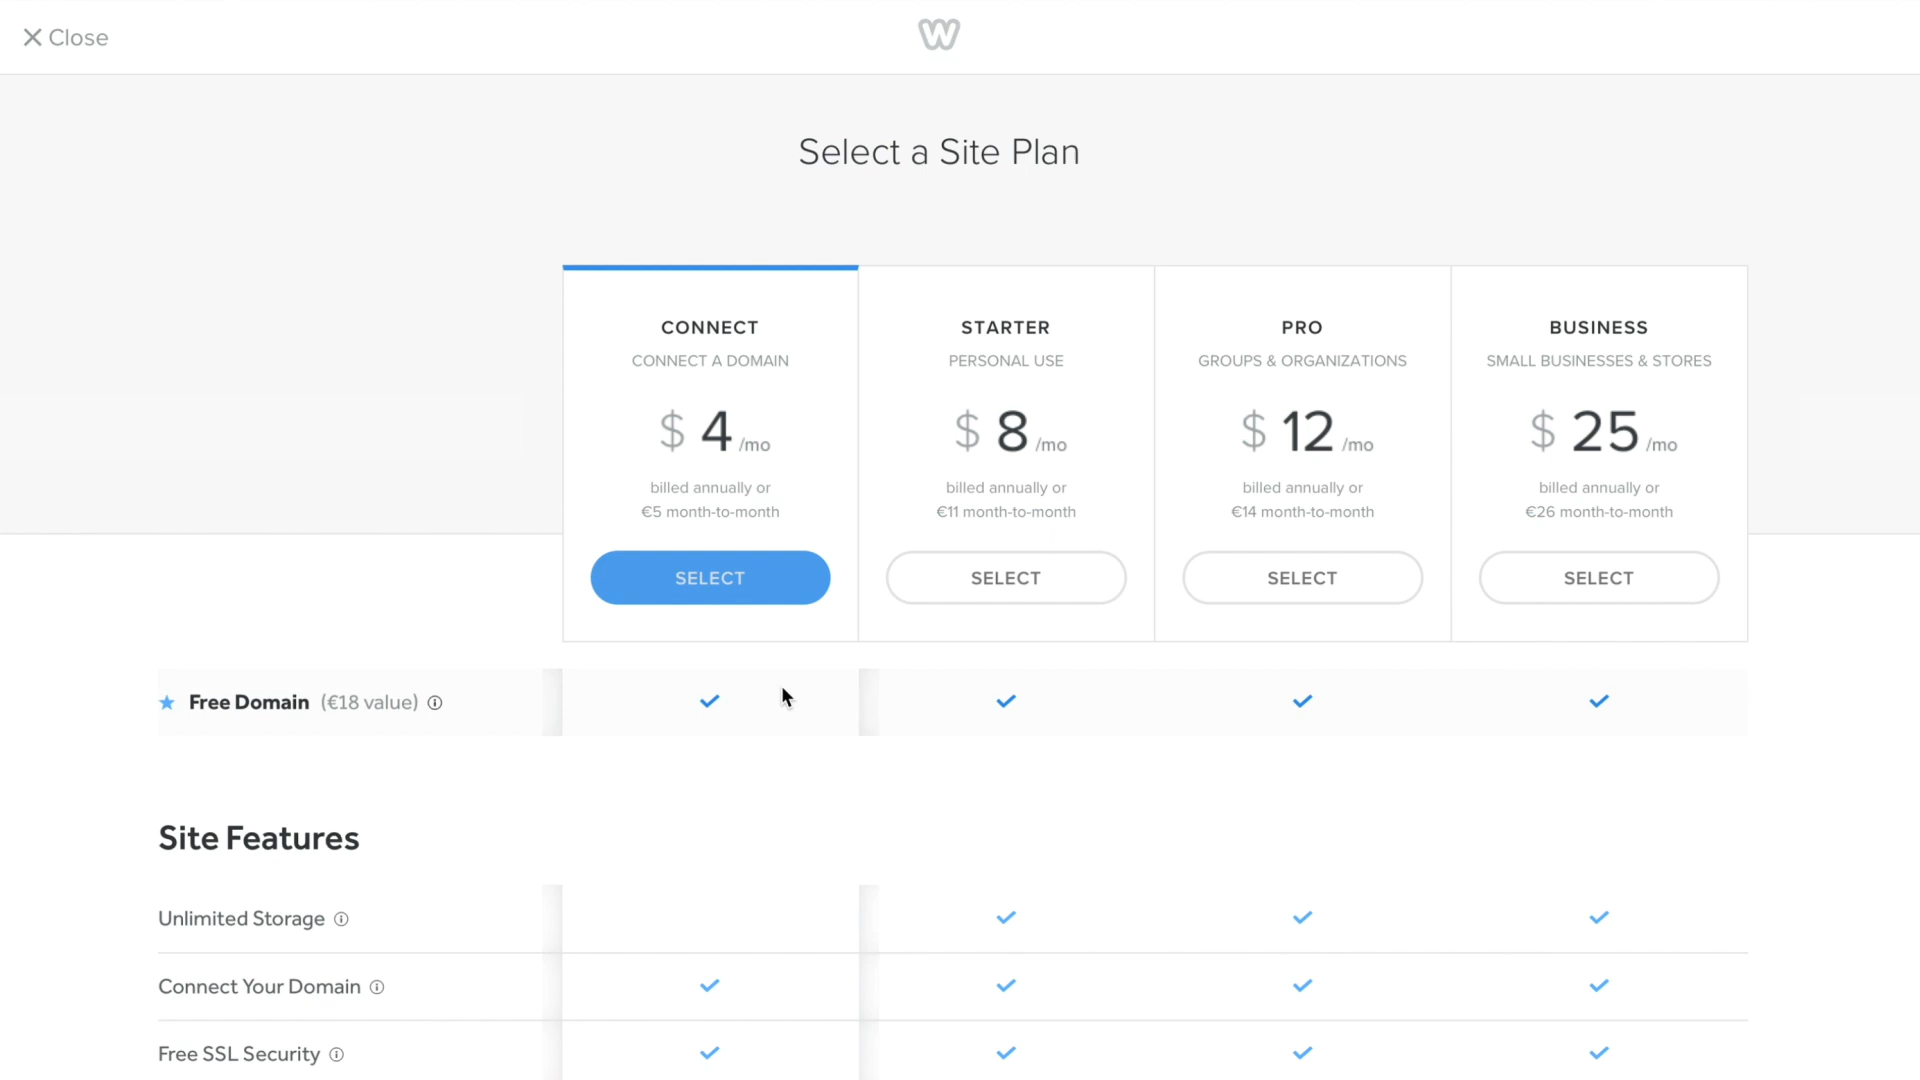 Close
W
Select a Site Plan
CONNECT
CONNECT A DOMAIN
$ 4 /mo
billed annually or
€5 month-to-month
SELECT
STARTER
PERSONAL USE
$ 8 /mo
billed annually or
€11 month-to-month
SELECT
PRO
GROUPS & ORGANIZATIONS
$ 12 /mo
billed annually or
€14 month-to-month
SELECT
BUSINESS
SMALL BUSINESSES & STORES
$ 25 /mo
billed annually or
€26 month-to-month
SELECT
Free Domain (€18 value)
Site Features
Unlimited Storage
Connect Your Domain
Free SSL Security